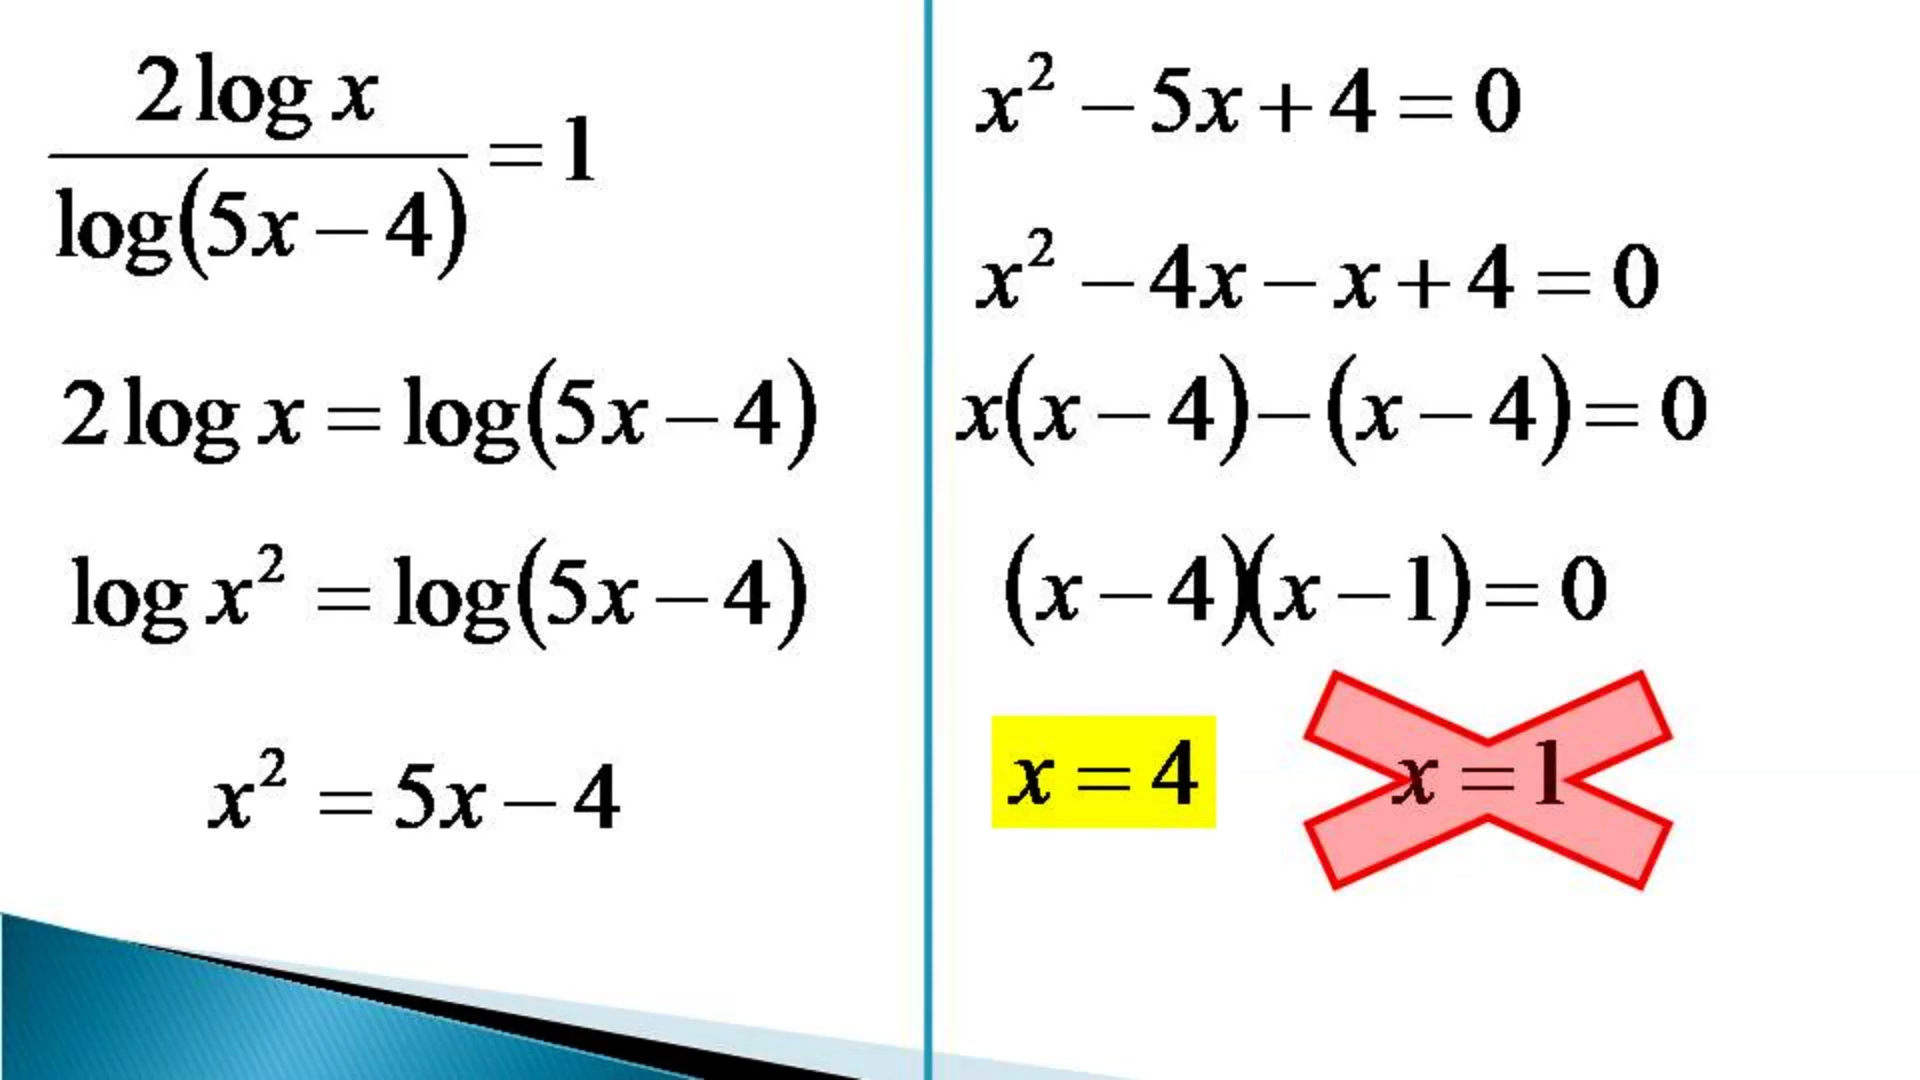 2 log x / log(5x − 4) = 1
2 log x = log(5x − 4)
log x² = log(5x − 4)
x² = 5x − 4
x² − 5x + 4 = 0
x² − 4x − x + 4 = 0
x(x − 4) − (x − 4) = 0
(x − 4)(x − 1) = 0
x = 4 x = 1